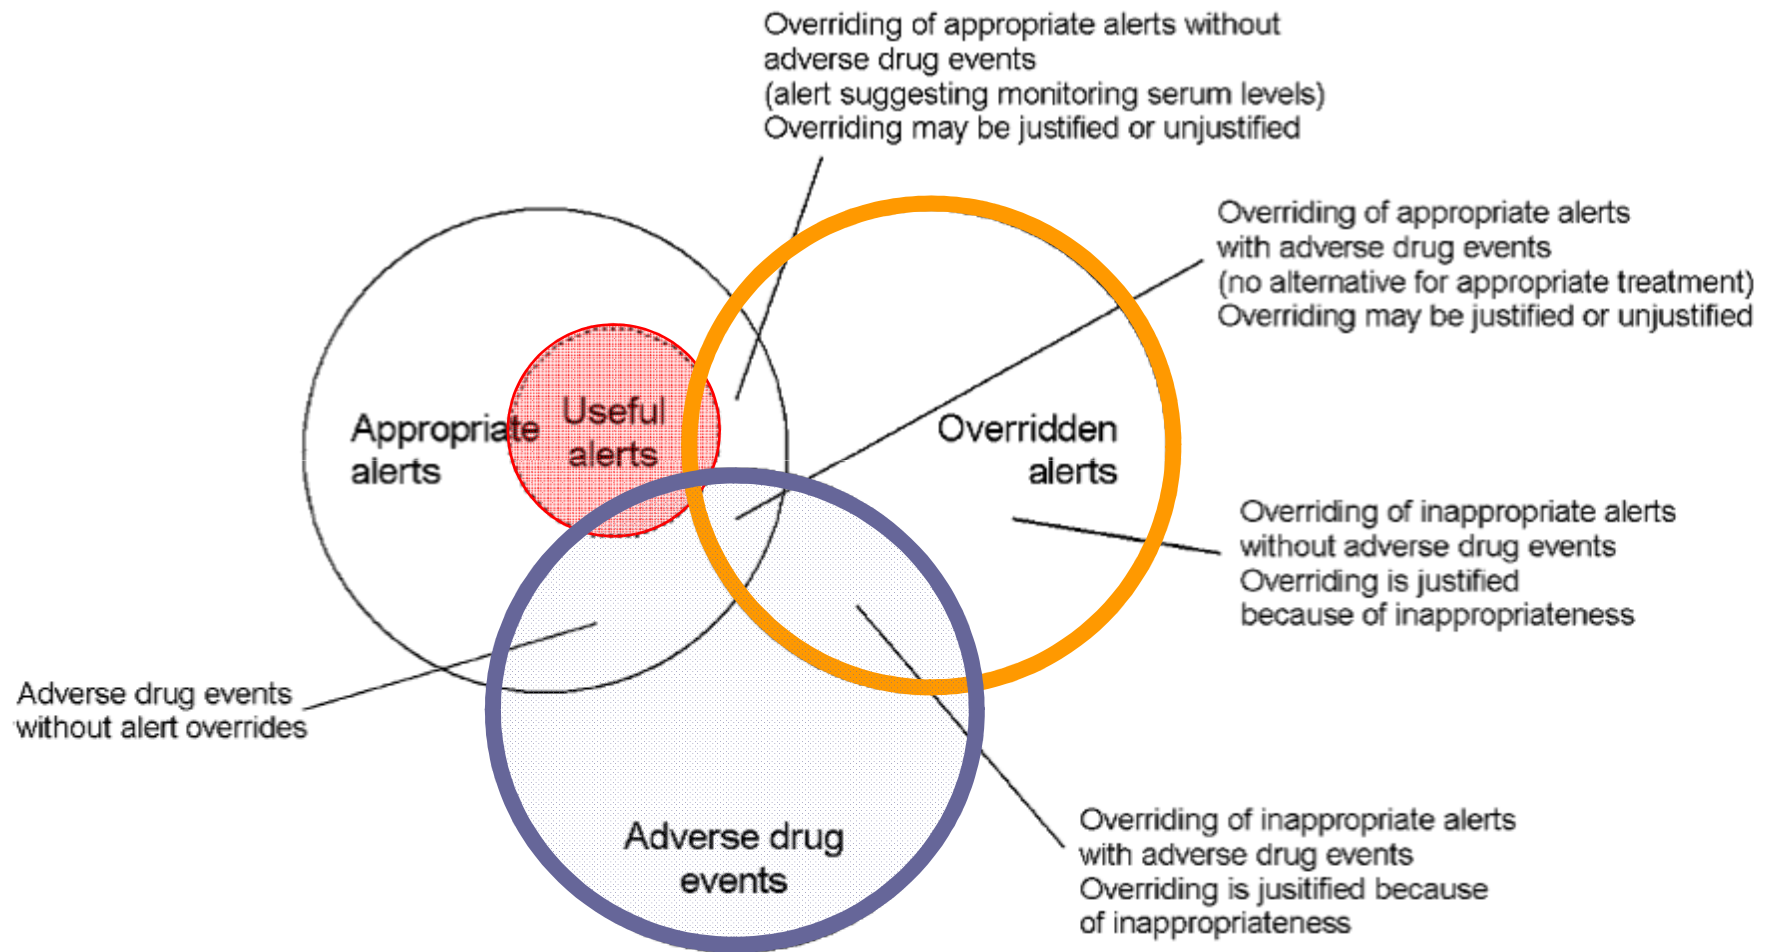 Overriding of appropriate alerts without
adverse drug events
(alert suggesting monitoring serum levels)
Overriding may be justified or unjustified
Overriding of appropriate alerts
with adverse drug events
(no alternative for appropriate treatment)
Overriding may be justified or unjustified
Appropriate
alerts
Useful
alerts
Overridden
alerts
Overriding of inappropriate alerts
without adverse drug events
Overriding is justified
because of inappropriateness
Adverse drug events
without alert overrides
Adverse drug
events
Overriding of inappropriate alerts
with adverse drug events
Overriding is jusitified because
of inappropriateness